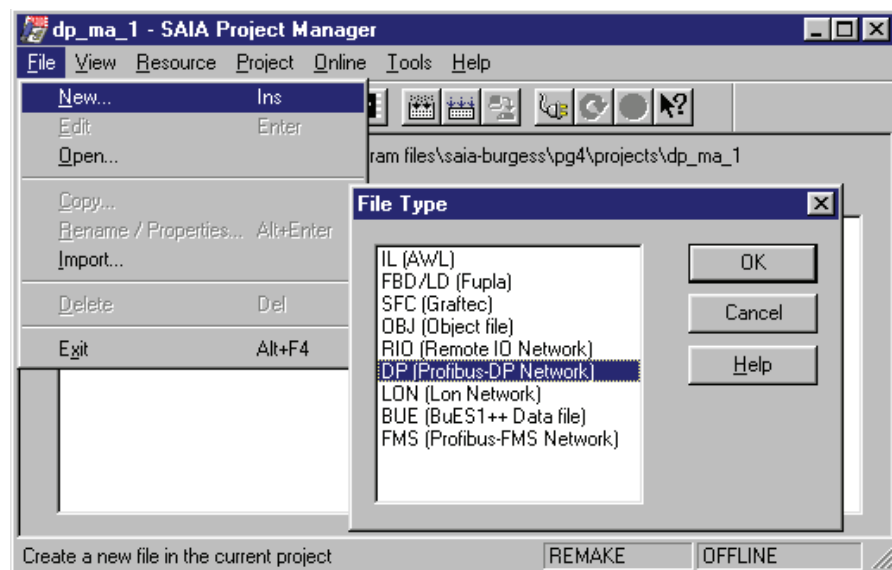 dp_ma_1 - SAIA Project Manager
File View Resource Project Online Tools Help
New... Ins
Edit Enter
Open...
Copy...
Rename / Properties... Alt+Enter
Import...
Delete Del
Exit Alt+F4
ram files\saia-burgess\pg4\projects\dp_ma_1
File Type
IL (AWL)
FBD/LD (Fupla)
SFC (Graftec)
OBJ (Object file)
RIO (Remote IO Network)
DP (Profibus-DP Network)
LON (Lon Network)
BUE (BuES1++ Data file)
FMS (Profibus-FMS Network)
OK
Cancel
Help
Create a new file in the current project REMAKE OFFLINE